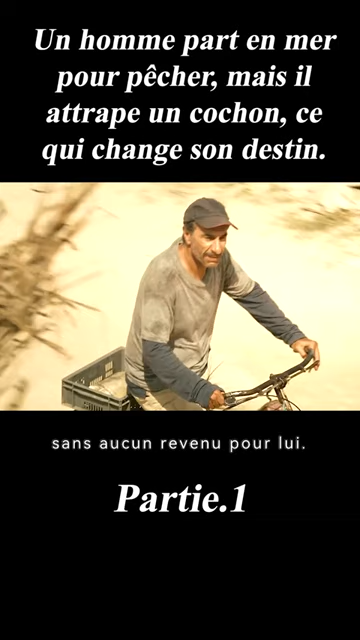 Un homme part en mer
pour pêcher, mais il
attrape un cochon, ce
qui change son destin.
sans aucun revenu pour lui.
Partie.1